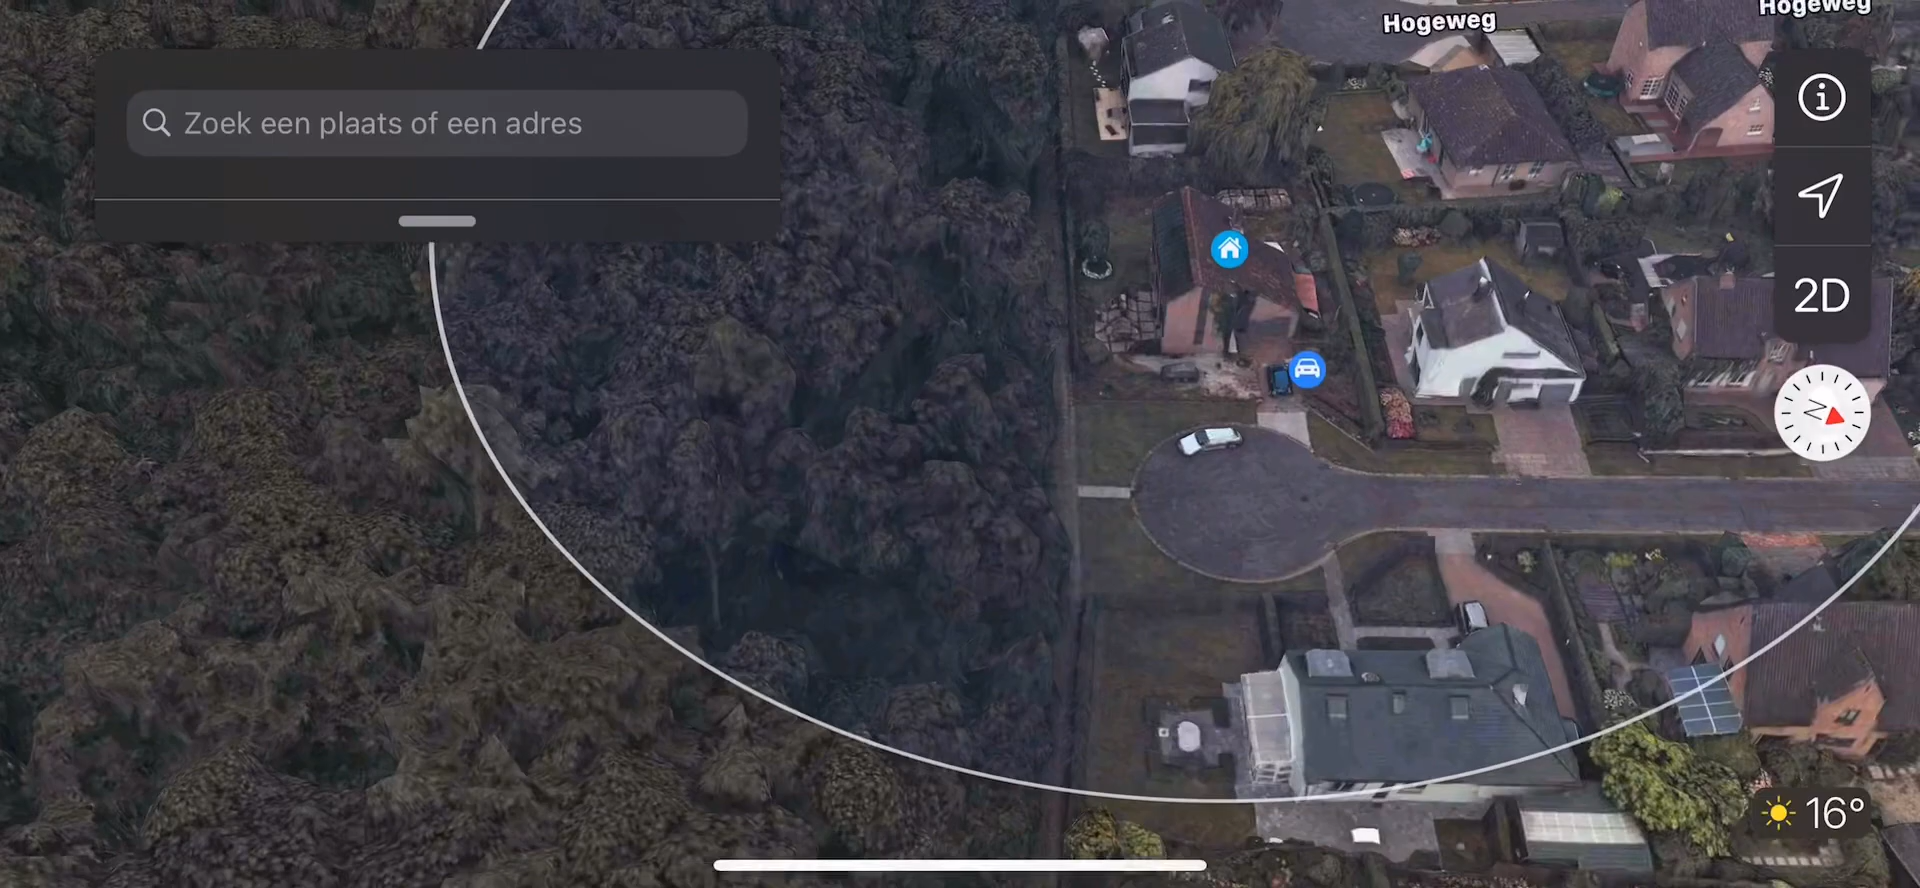 Hogeweg
Hogeweg
Zoek een plaats of een adres
2D
N
16°